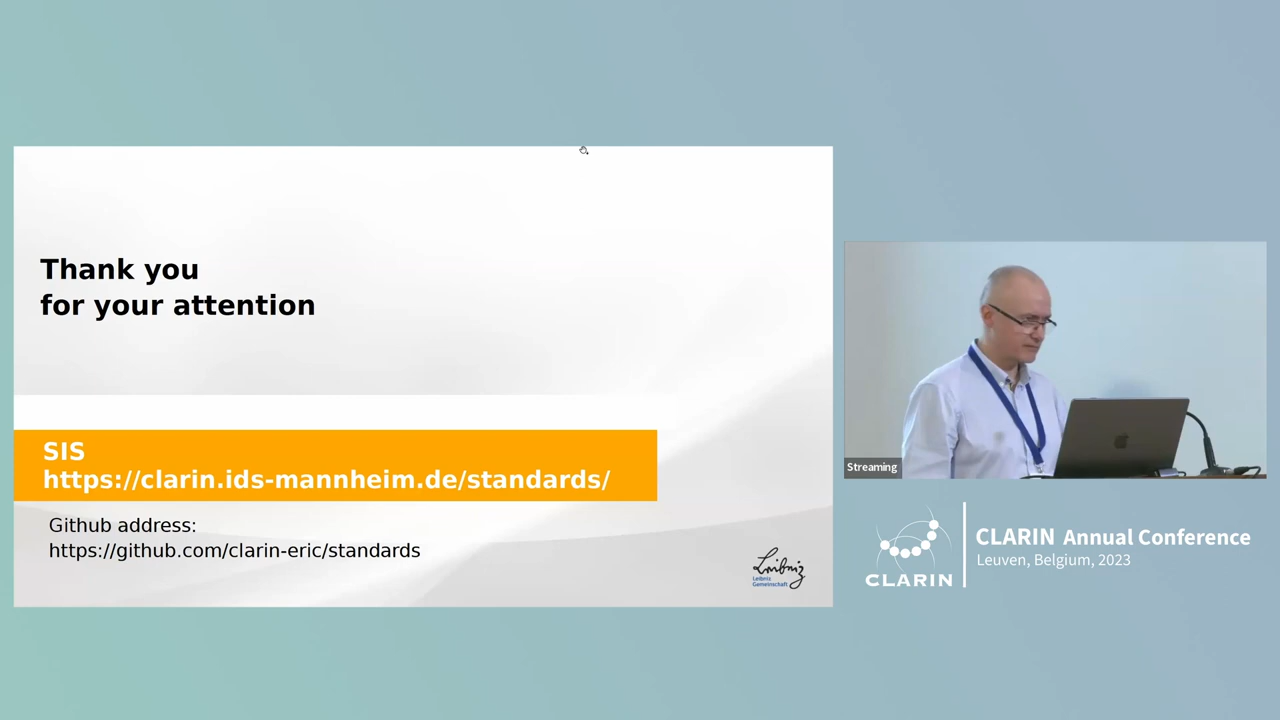 Thank you
for your attention
SIS
https://clarin.ids-mannheim.de/standards/
Github address:
https://github.com/clarin-eric/standards
Leibniz
Leibniz
Gemeinschaft
Streaming
CLARIN
CLARIN Annual Conference
Leuven, Belgium, 2023